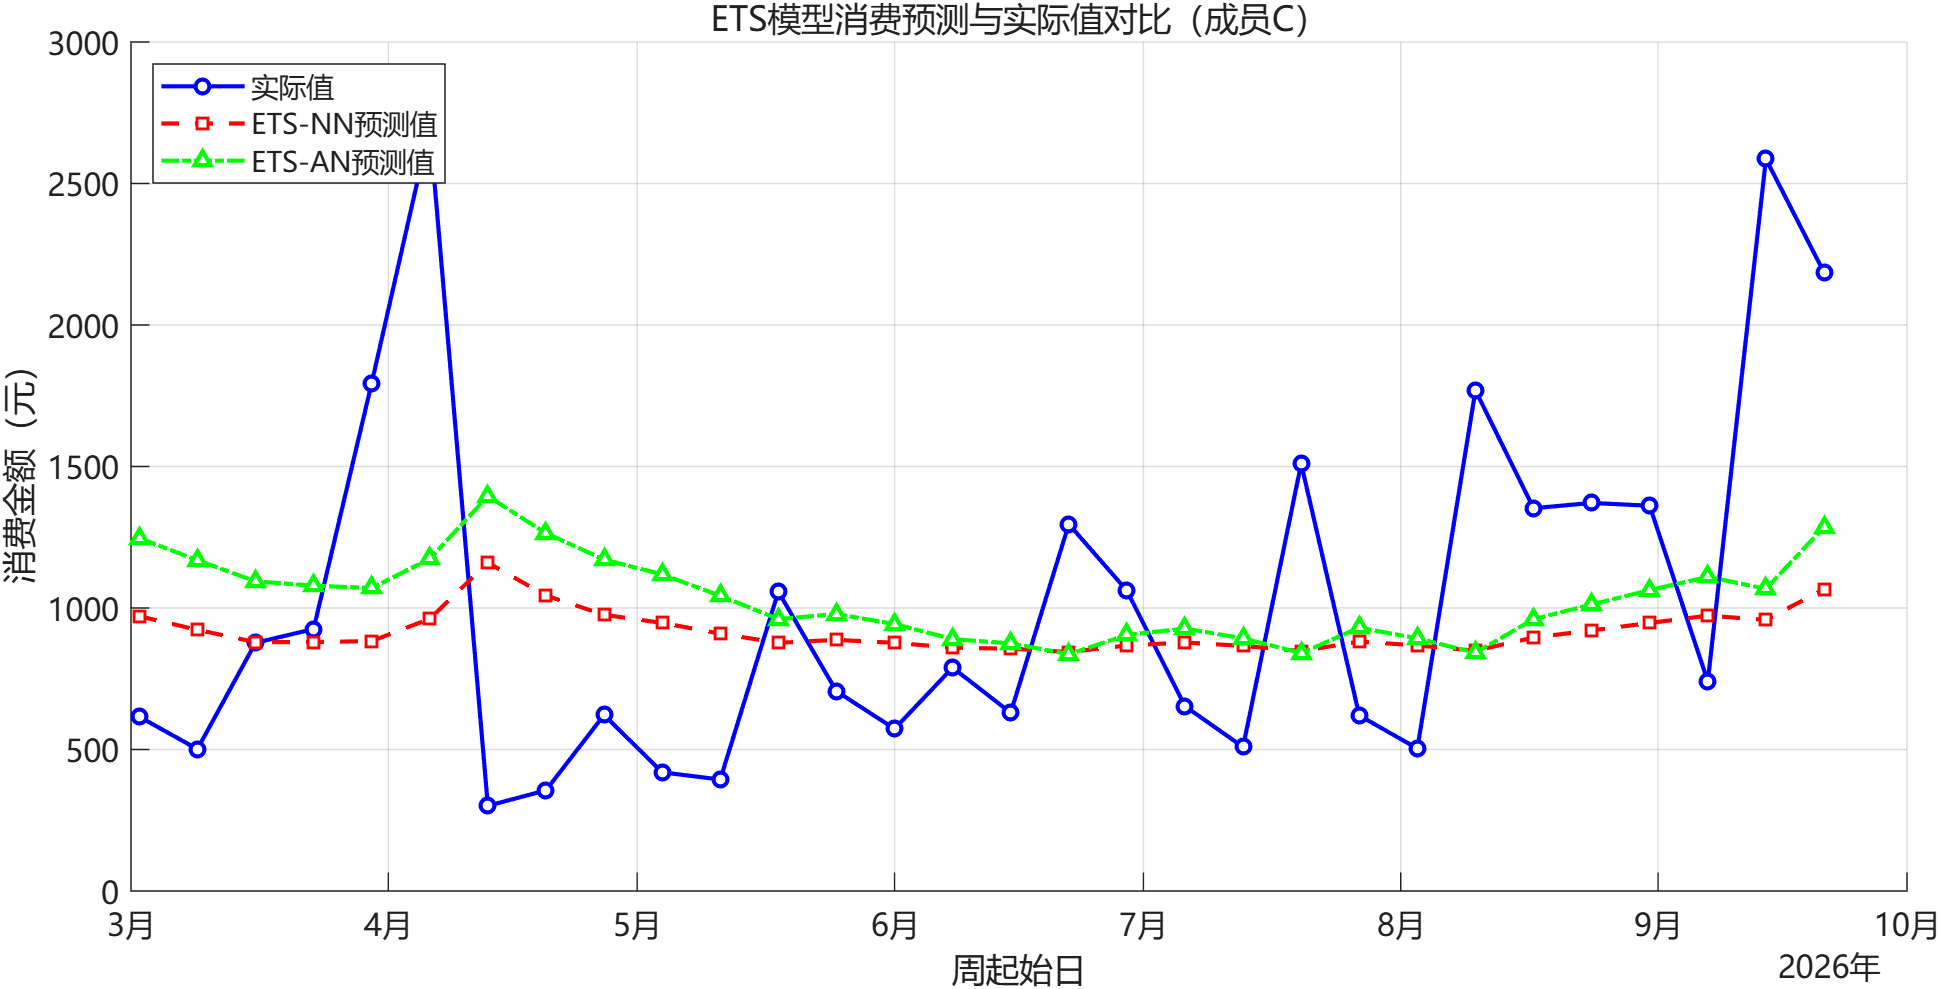 ETS模型消费预测与实际值对比（成员C）
3000
2500
2000
1500
1000
500
0
消费金额（元）
实际值
ETS-NN预测值
ETS-AN预测值
3月
4月
5月
6月
7月
8月
9月
10月
周起始日
2026年